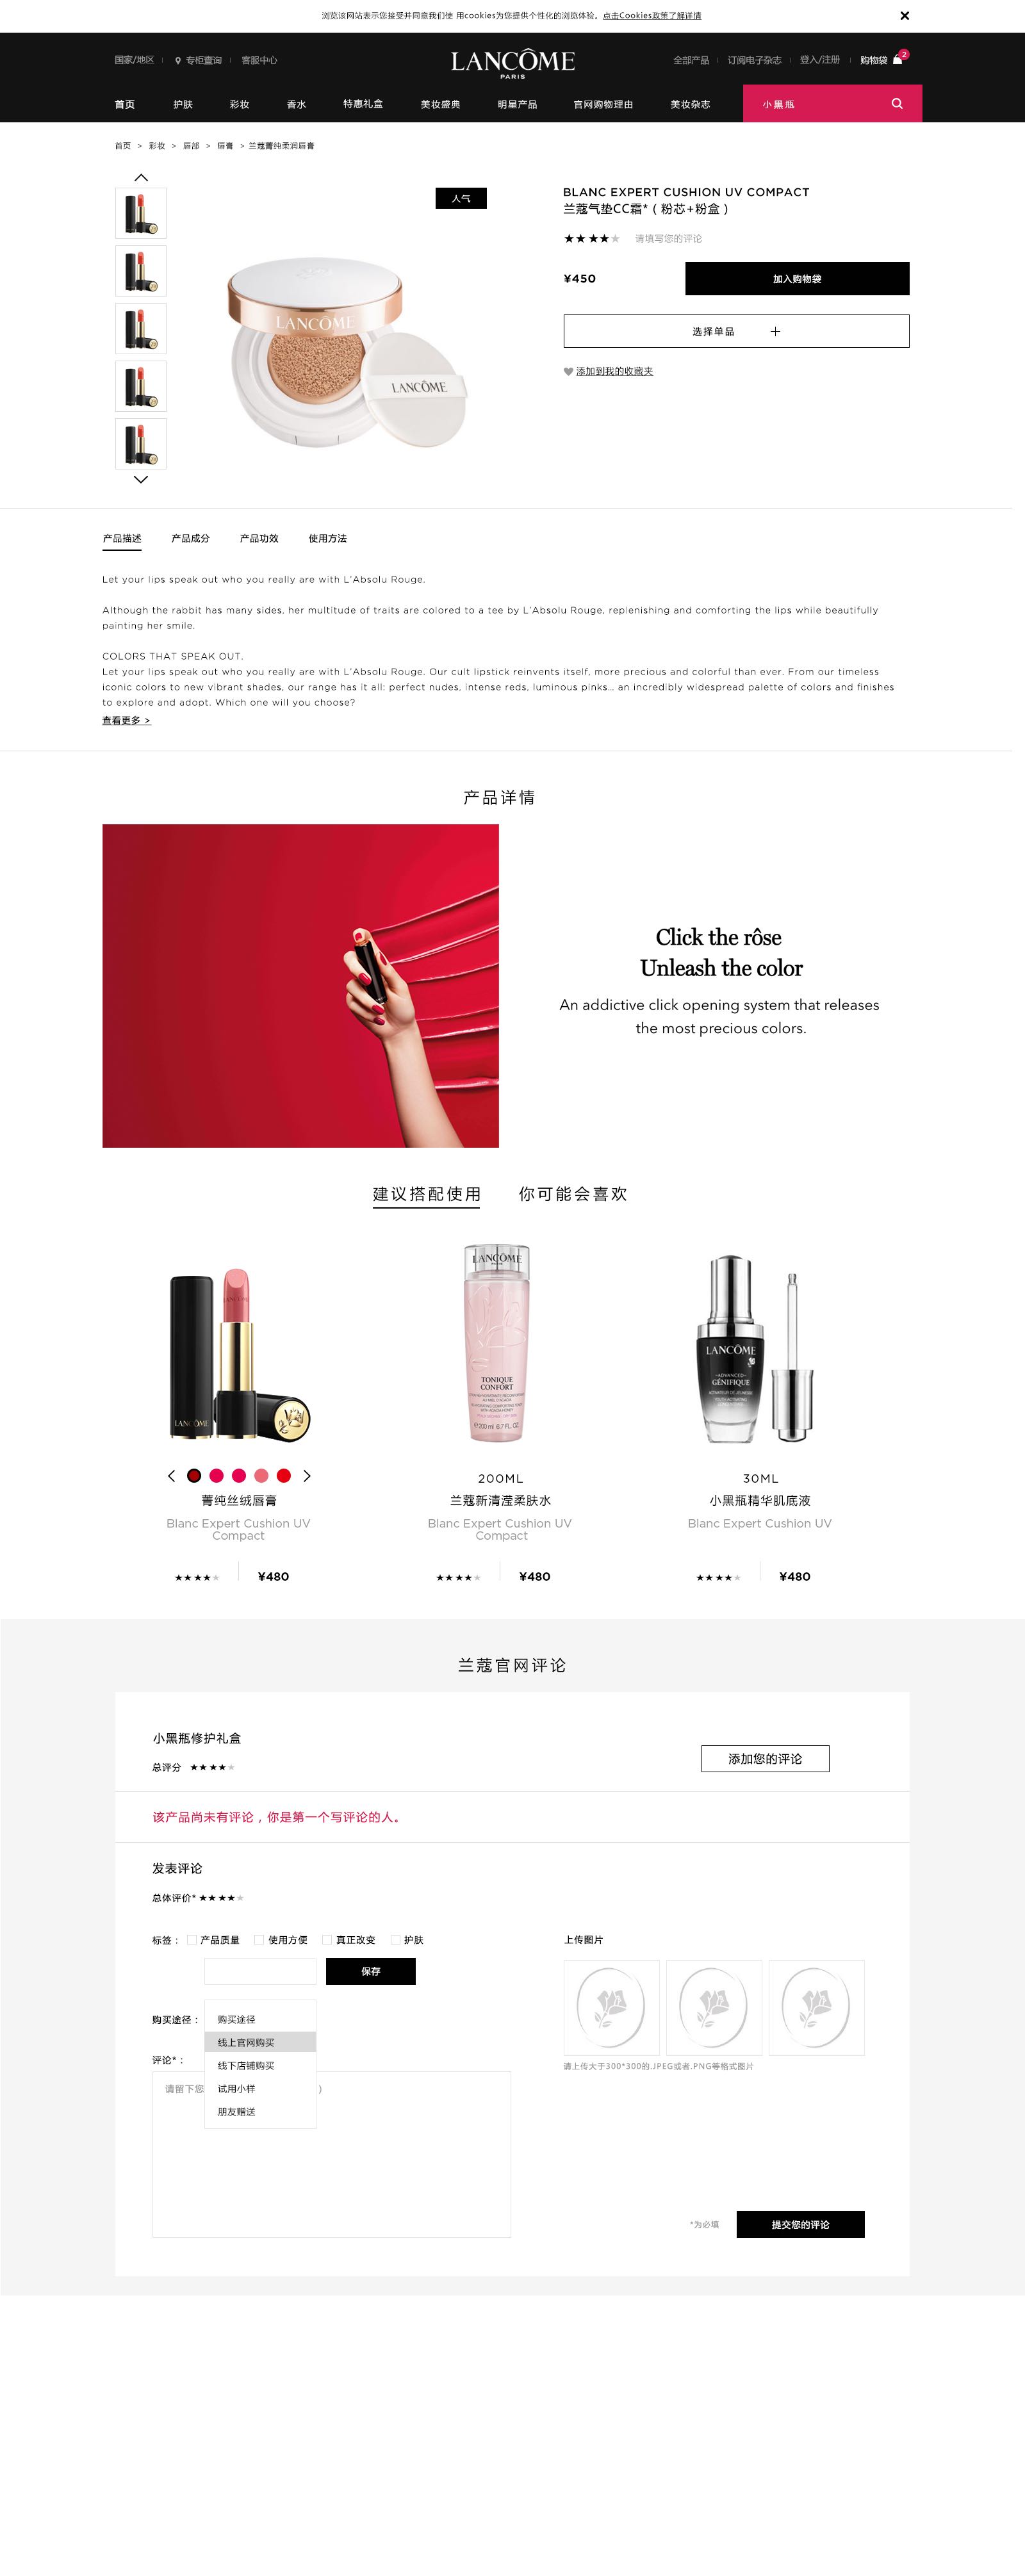 浏览该网站表示您接受并同意我们使 用cookies为您提供个性化的浏览体验。点击Cookies政策了解详情
国家/地区 专柜查询 客服中心
LANCÔME
PARIS
全部产品 订阅电子杂志 登入/注册 购物袋 2
首页 护肤 彩妆 香水 特惠礼盒 美妆盛典 明星产品 官网购物理由 美妆杂志 小黑瓶
首页 > 彩妆 > 唇部 > 唇膏 > 兰蔻菁纯柔润唇膏
人气
LANCÔME
LANCÔME
BLANC EXPERT CUSHION UV COMPACT
兰蔻气垫CC霜* ( 粉芯+粉盒 )
请填写您的评论
¥450
加入购物袋
选择单品
添加到我的收藏夹
产品描述 产品成分 产品功效 使用方法
Let your lips speak out who you really are with L'Absolu Rouge.
Although the rabbit has many sides, her multitude of traits are colored to a tee by L'Absolu Rouge, replenishing and comforting the lips while beautifully
painting her smile.
COLORS THAT SPEAK OUT.
Let your lips speak out who you really are with L'Absolu Rouge. Our cult lipstick reinvents itself, more precious and colorful than ever. From our timeless
iconic colors to new vibrant shades, our range has it all: perfect nudes, intense reds, luminous pinks... an incredibly widespread palette of colors and finishes
to explore and adopt. Which one will you choose?
查看更多 >
产品详情
Click the rôse
Unleash the color
An addictive click opening system that releases
the most precious colors.
建议搭配使用 你可能会喜欢
LANCÔME
LANCÔME
TONIQUE
CONFORT
200 ml 6.7 FL. OZ
LANCÔME
ADVANCED
GÉNIFIQUE
200ML
30ML
菁纯丝绒唇膏
兰蔻新清滢柔肤水
小黑瓶精华肌底液
Blanc Expert Cushion UV
Compact
Blanc Expert Cushion UV
Compact
Blanc Expert Cushion UV
¥480
¥480
¥480
兰蔻官网评论
小黑瓶修护礼盒
总评分
添加您的评论
该产品尚未有评论，你是第一个写评论的人。
发表评论
总体评价*
标签： 产品质量 使用方便 真正改变 护肤
保存
上传图片
购买途径：
购买途径
线上官网购买
线下店铺购买
试用小样
朋友赠送
请上传大于300*300的.JPEG或者.PNG等格式图片
评论*：
请留下您 )
*为必填
提交您的评论